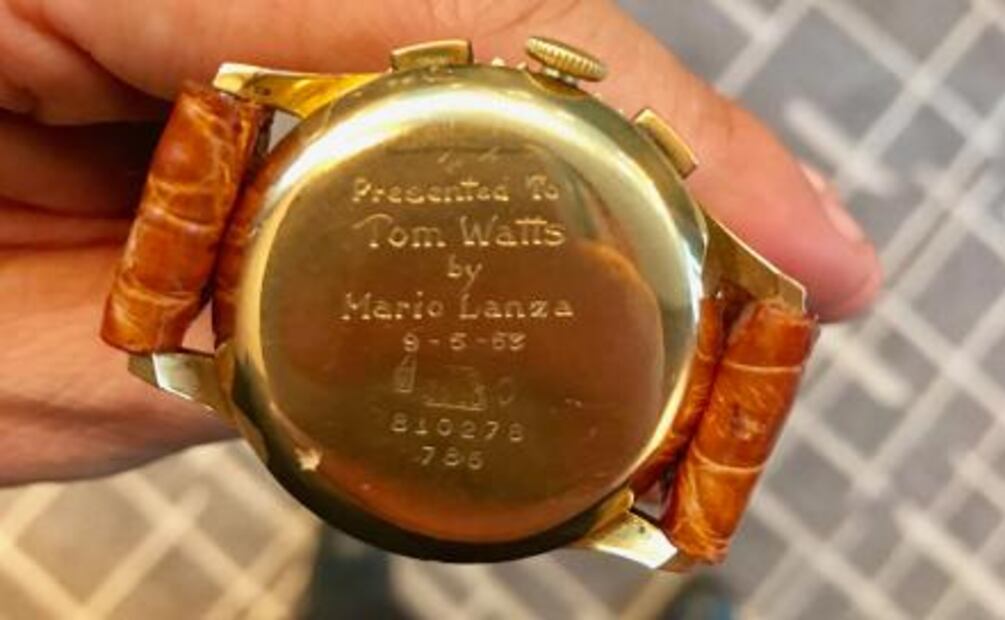 Presented To
Tom Watts
by
Mario Lanza
9-5-53
810278
786